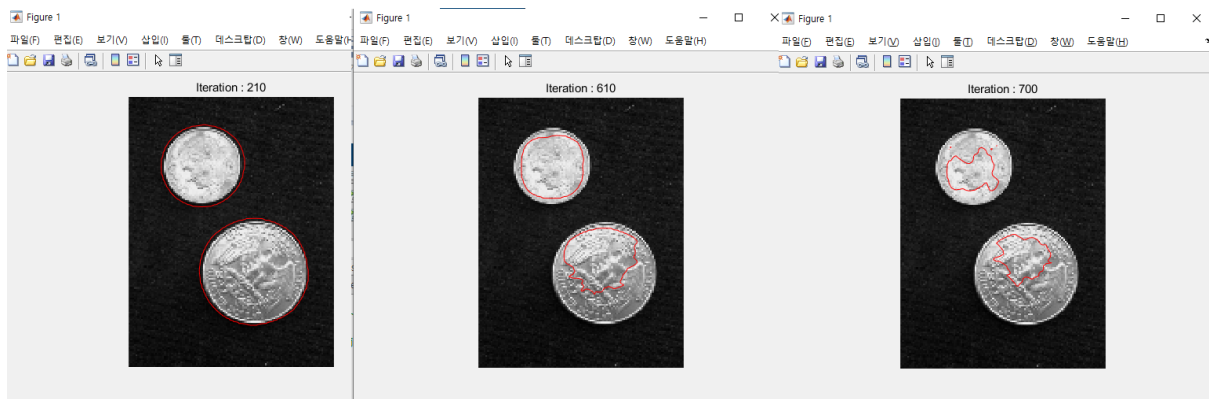 Figure 1
파일(F) 편집(E) 보기(V) 삽입(I) 툴(T) 데스크탑(D) 창(W) 도움말(H
Iteration : 210
Figure 1
파일(F) 편집(E) 보기(V) 삽입(I) 툴(T) 데스크탑(D) 창(W) 도움말(H)
Iteration : 610
Figure 1
파일(F) 편집(E) 보기(V) 삽입(I) 툴(T) 데스크탑(D) 창(W) 도움말(H)
Iteration : 700